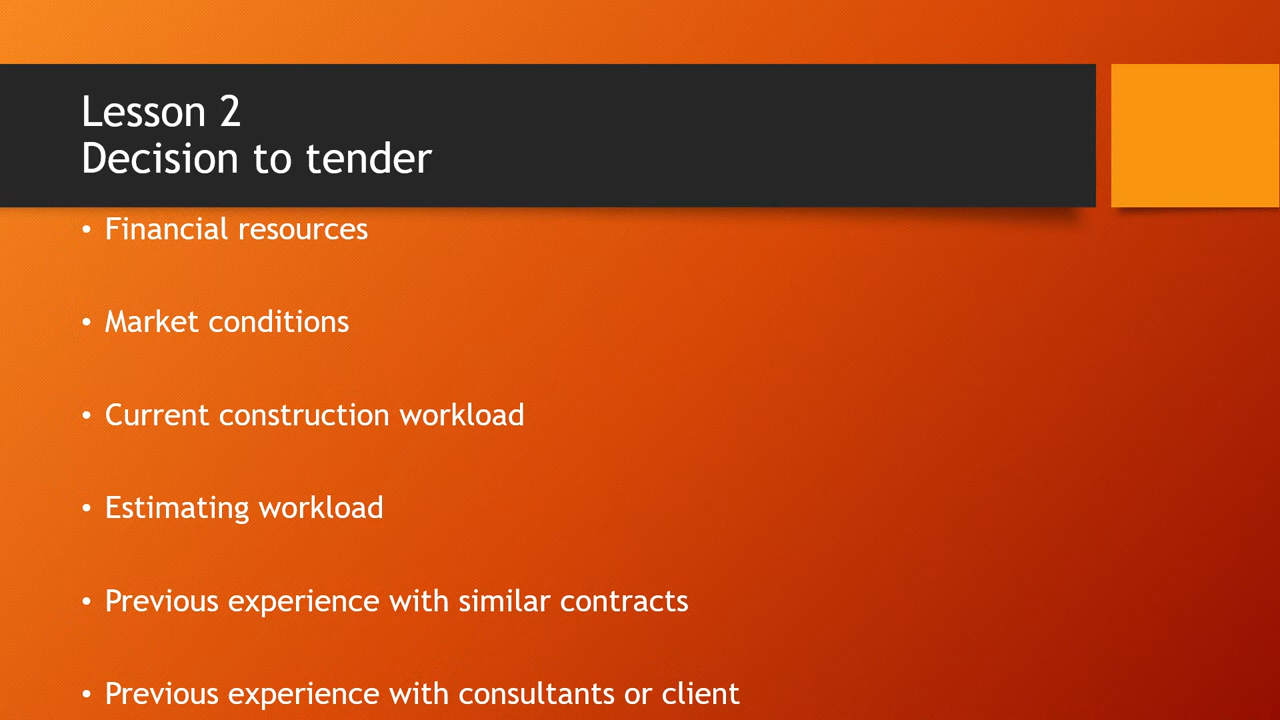 Lesson 2
Decision to tender
• Financial resources
• Market conditions
• Current construction workload
• Estimating workload
• Previous experience with similar contracts
• Previous experience with consultants or client